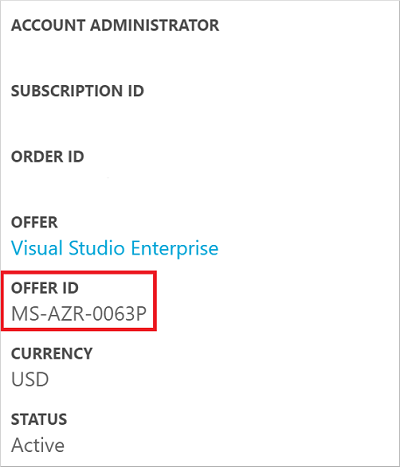 ACCOUNT ADMINISTRATOR
SUBSCRIPTION ID
ORDER ID
OFFER
Visual Studio Enterprise
OFFER ID
MS-AZR-0063P
CURRENCY
USD
STATUS
Active